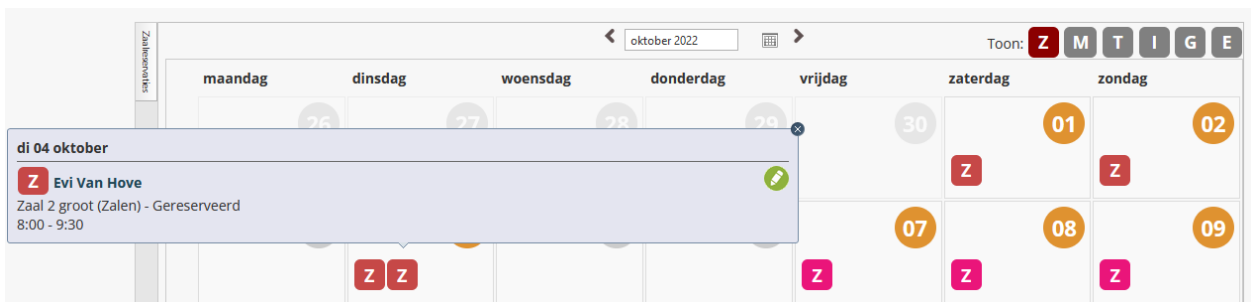 Zaalreservaties
oktober 2022
Toon: Z M T I G E
maandag dinsdag woensdag donderdag vrijdag zaterdag zondag
26 27 28 29 30 01 02
Z Z
di 04 oktober
Z Evi Van Hove
Zaal 2 groot (Zalen) - Gereserveerd
8:00 - 9:30
07 08 09
Z Z Z Z Z